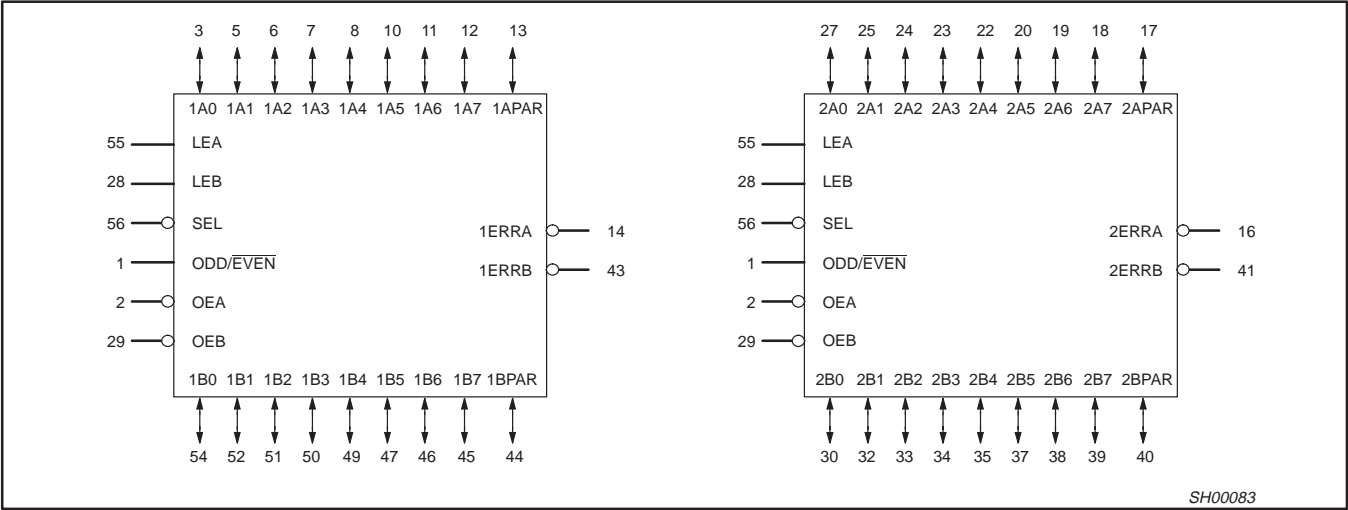 3 5 6 7 8 10 11 12 13
1A0 1A1 1A2 1A3 1A4 1A5 1A6 1A7 1APAR
55 LEA
28 LEB
56 SEL
1 ODD/EVEN
2 OEA
29 OEB
1ERRA 14
1ERRB 43
1B0 1B1 1B2 1B3 1B4 1B5 1B6 1B7 1BPAR
54 52 51 50 49 47 46 45 44
27 25 24 23 22 20 19 18 17
2A0 2A1 2A2 2A3 2A4 2A5 2A6 2A7 2APAR
55 LEA
28 LEB
56 SEL
1 ODD/EVEN
2 OEA
29 OEB
2ERRA 16
2ERRB 41
2B0 2B1 2B2 2B3 2B4 2B5 2B6 2B7 2BPAR
30 32 33 34 35 37 38 39 40
SH00083